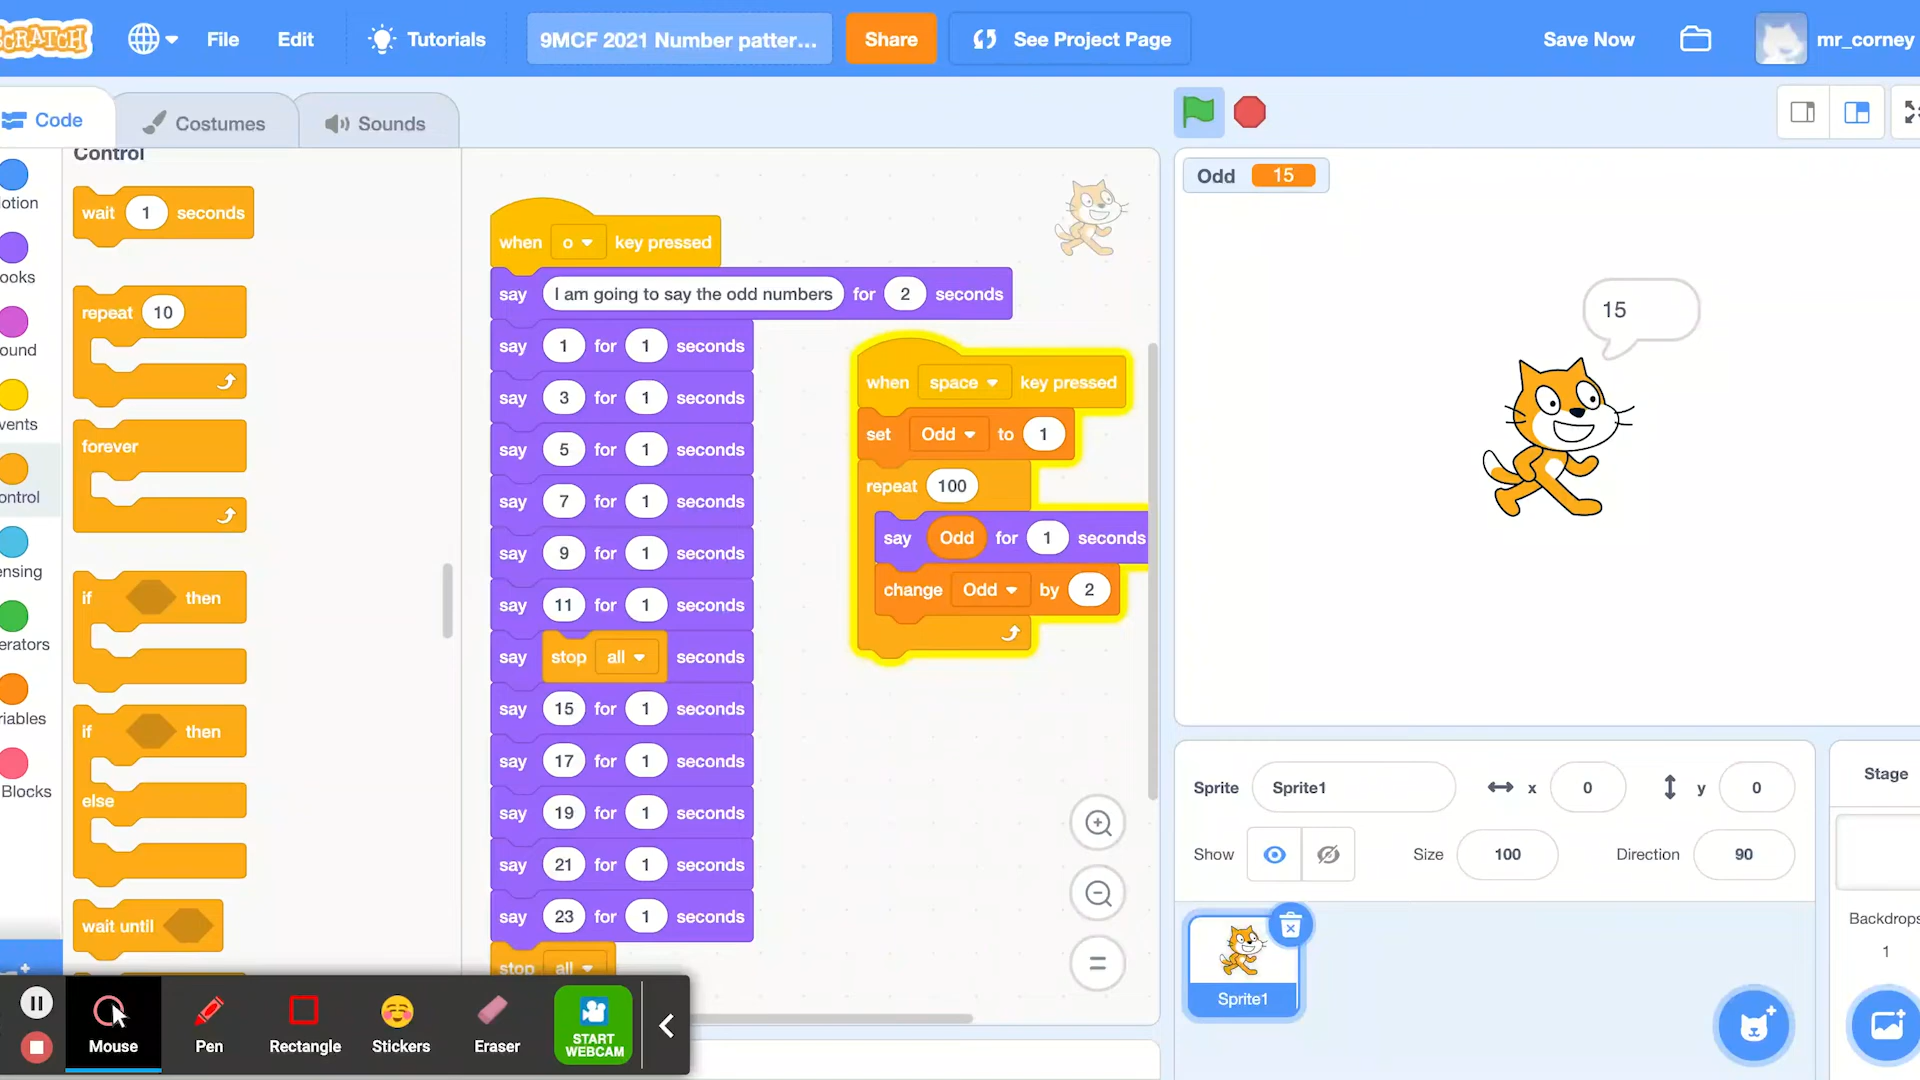 SCRATCH File Edit Tutorials 9MCF 2021 Number patter... Share See Project Page Save Now mr_corney
Code Costumes Sounds
Control
otion
ooks
ound
vents
ontrol
ensing
erators
riables
Blocks
wait 1 seconds
repeat 10
forever
if then
if then
else
wait until
when o key pressed
say I am going to say the odd numbers for 2 seconds
say 1 for 1 seconds
say 3 for 1 seconds
say 5 for 1 seconds
say 7 for 1 seconds
say 9 for 1 seconds
say 11 for 1 seconds
say stop all seconds
say 15 for 1 seconds
say 17 for 1 seconds
say 19 for 1 seconds
say 21 for 1 seconds
say 23 for 1 seconds
stop all
when space key pressed
set Odd to 1
repeat 100
say Odd for 1 seconds
change Odd by 2
Odd 15
15
Sprite Sprite1 x 0 y 0
Show Size 100 Direction 90
Sprite1
Stage
Backdrops
1
Mouse Pen Rectangle Stickers Eraser START WEBCAM